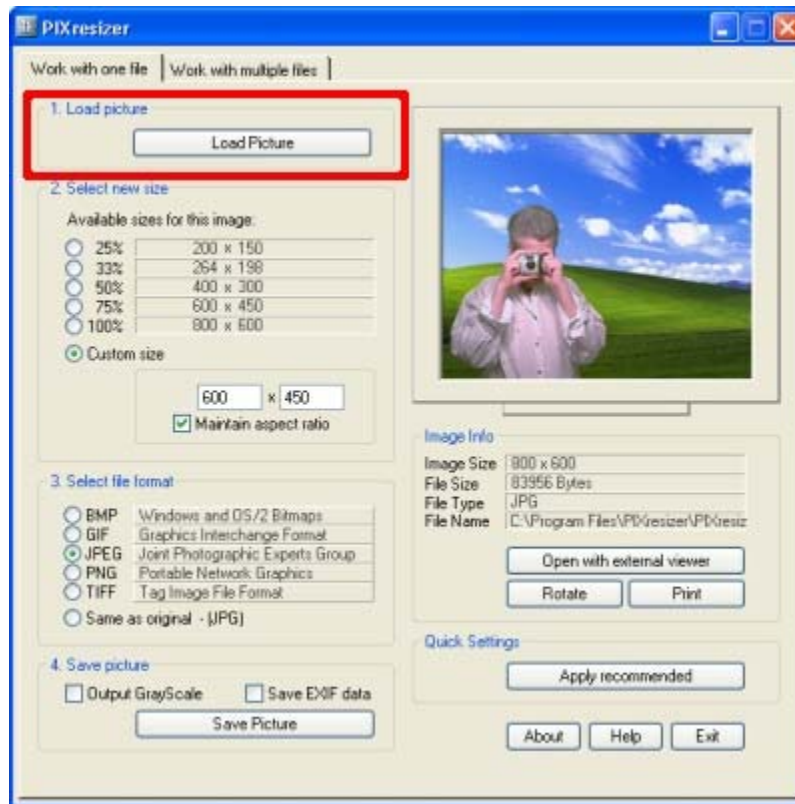 PIXresizer
Work with one file
Work with multiple files
1. Load picture
Load Picture
2. Select new size
Available sizes for this image:
25% 200 x 150
33% 264 x 198
50% 400 x 300
75% 600 x 450
100% 800 x 600
Custom size
600 x 450
Maintain aspect ratio
3. Select file format
BMP Windows and OS/2 Bitmaps
GIF Graphics Interchange Format
JPEG Joint Photographic Experts Group
PNG Portable Network Graphics
TIFF Tag Image File Format
Same as original - (JPG)
4. Save picture
Output GrayScale
Save EXIF data
Save Picture
Image Info
Image Size 800 x 600
File Size 83956 Bytes
File Type JPG
File Name C:\Program Files\PIXresizer\PIXresiz
Open with external viewer
Rotate
Print
Quick Settings
Apply recommended
About
Help
Exit